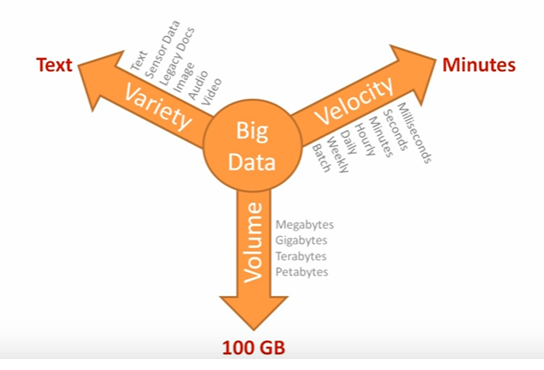 Text
Text
Sensor Data
Legacy Docs
Image
Audio
Video
Variety
Big
Data
Velocity
Minutes
Batch
Weekly
Daily
Hourly
Minutes
Seconds
Milliseconds
Volume
Megabytes
Gigabytes
Terabytes
Petabytes
100 GB